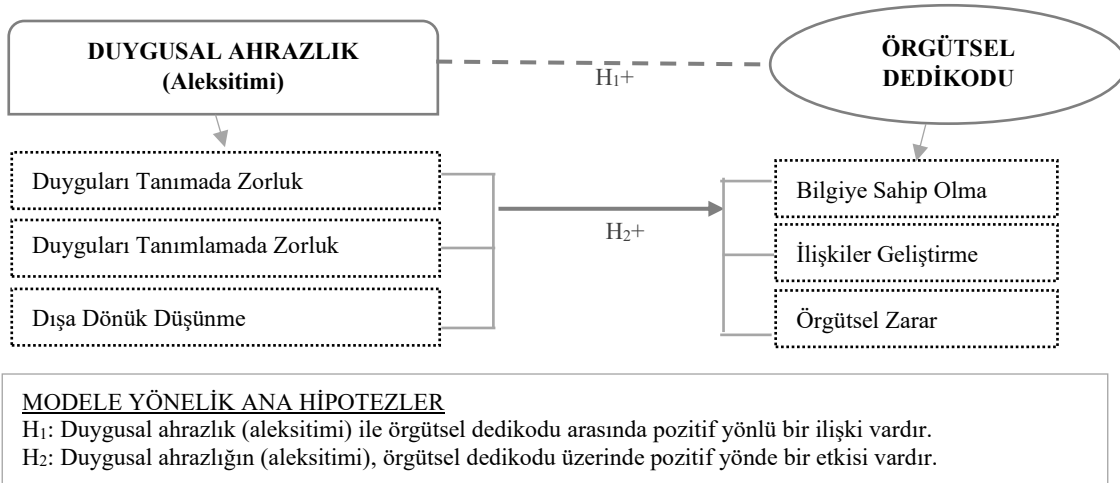 DUYGUSAL AHRAZLIK
(Aleksitimi)
H₁+
ÖRGÜTSEL
DEDİKODU
Duyguları Tanımada Zorluk
Duyguları Tanımlamada Zorluk
Dışa Dönük Düşünme
H₂+
Bilgiye Sahip Olma
İlişkiler Geliştirme
Örgütsel Zarar
MODELE YÖNELİK ANA HİPOTEZLER
H₁: Duygusal ahrazlık (aleksitimi) ile örgütsel dedikodu arasında pozitif yönlü bir ilişki vardır.
H₂: Duygusal ahrazlığın (aleksitimi), örgütsel dedikodu üzerinde pozitif yönde bir etkisi vardır.